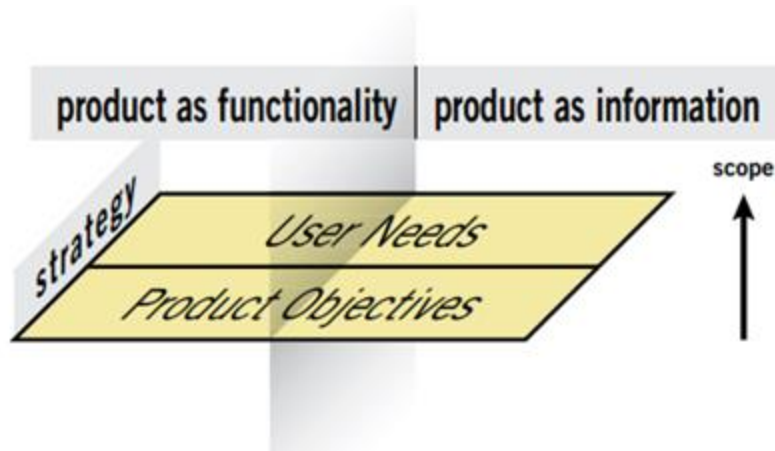 product as functionality
product as information
scope
strategy
User Needs
Product Objectives